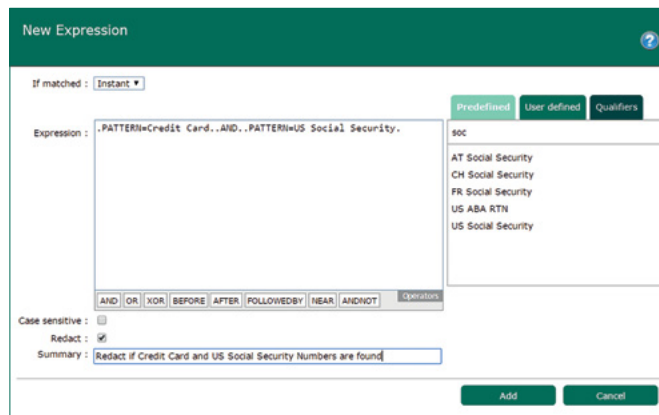 New Expression
?
If matched : Instant
Predefined User defined Qualifiers
Expression : .PATTERN=Credit Card..AND..PATTERN=US Social Security.
soc
AT Social Security
CH Social Security
FR Social Security
US ABA RTN
US Social Security
AND OR XOR BEFORE AFTER FOLLOWEDBY NEAR ANDNOT Operators
Case sensitive :
Redact :
Summary : Redact if Credit Card and US Social Security Numbers are found
Add Cancel